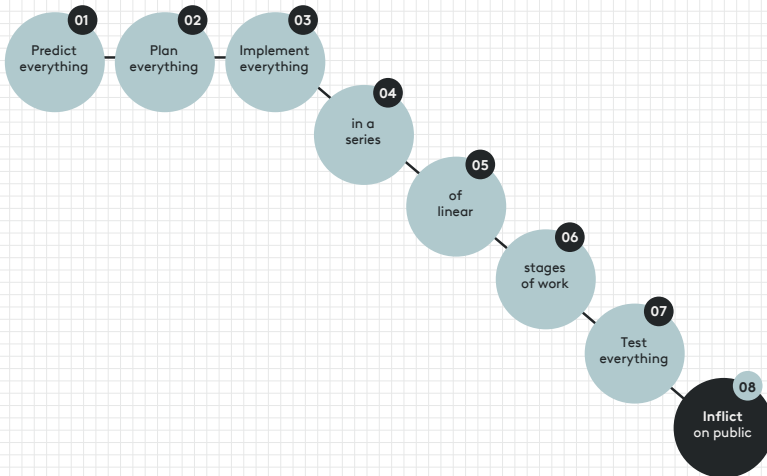 01
Predict
everything
02
Plan
everything
03
Implement
everything
04
in a
series
05
of
linear
06
stages
of work
07
Test
everything
08
Inflict
on public